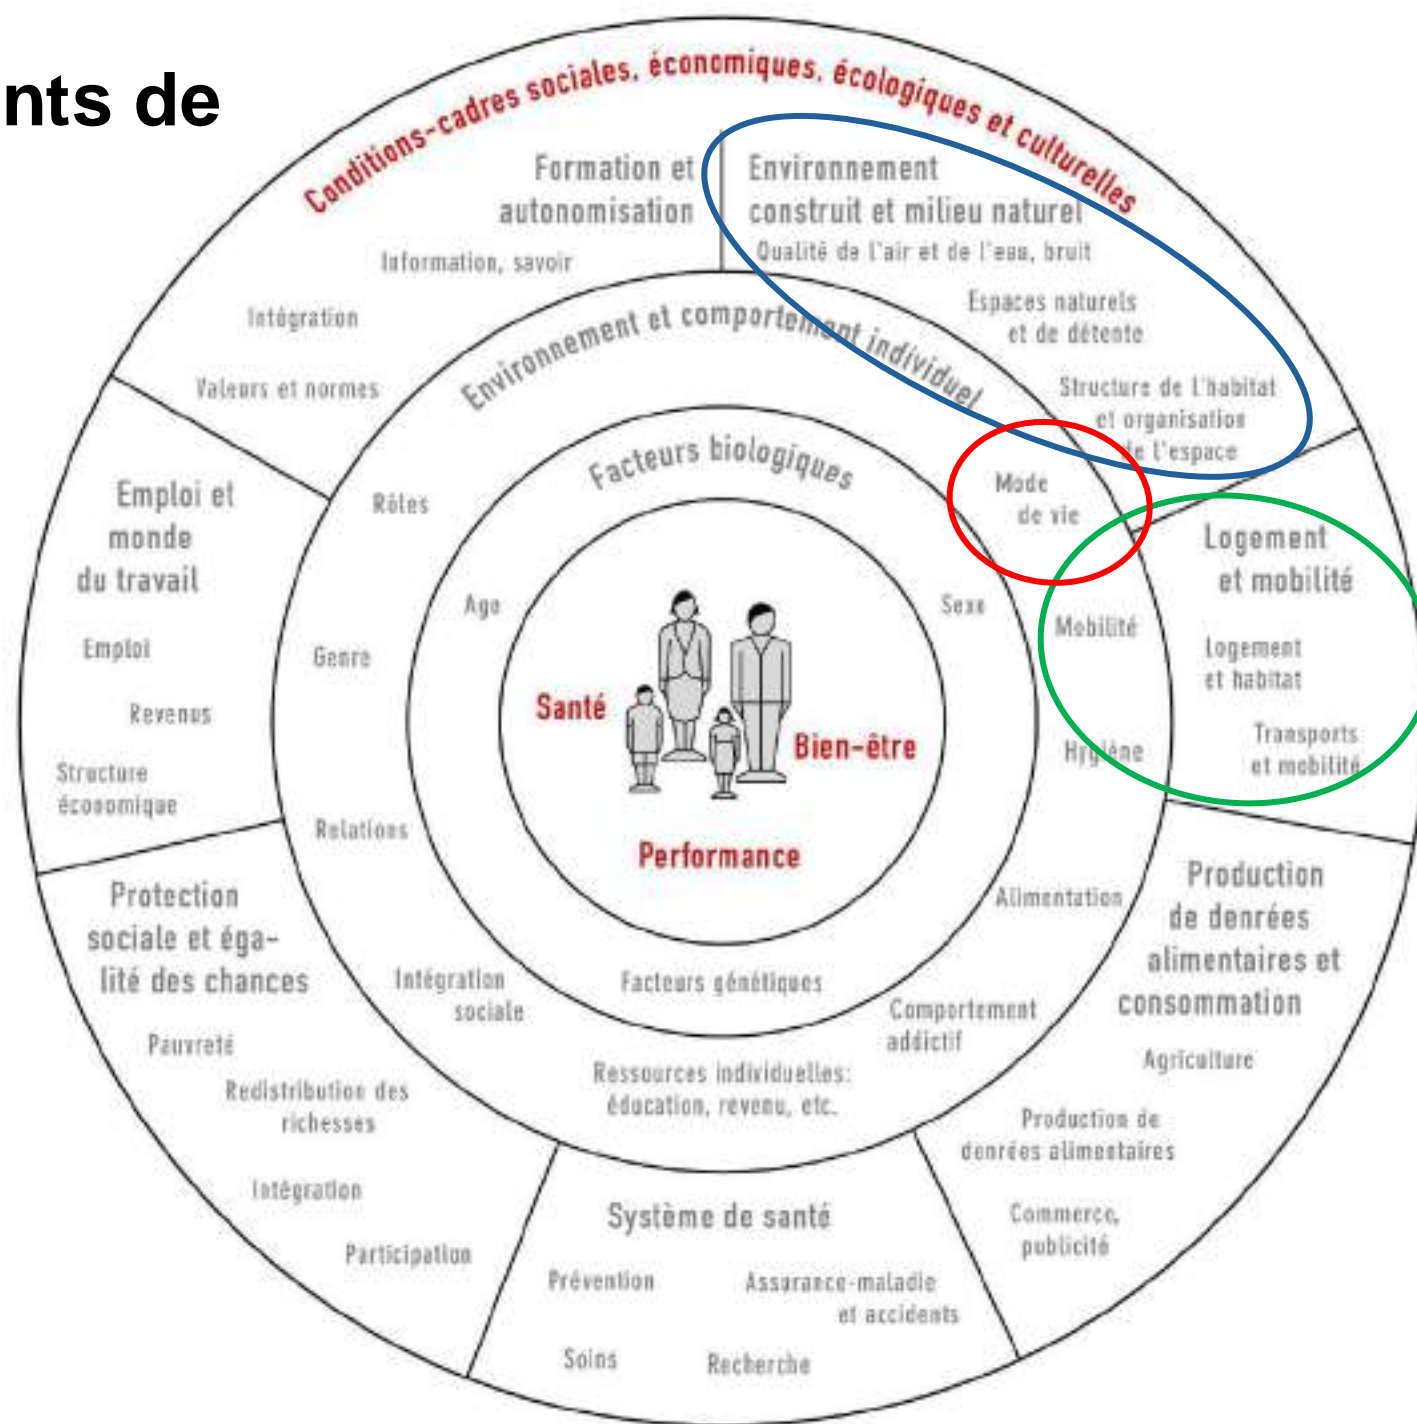 nts de
Conditions-cadres sociales, économiques, écologiques et culturelles
Formation et
autonomisation
Information, savoir
Intégration
Valeurs et normes
Environnement
construit et milieu naturel
Qualité de l'air et de l'eau, bruit
Espaces naturels
et de détente
Structure de l'habitat
et organisation
de l'espace
Logement
et mobilité
Logement
et habitat
Transports
et mobilité
Production
de denrées
alimentaires et
consommation
Agriculture
Production de
denrées alimentaires
Commerce,
publicité
Système de santé
Prévention
Assurance-maladie
et accidents
Soins
Recherche
Protection
sociale et éga-
lité des chances
Pauvreté
Redistribution des
richesses
Intégration
Participation
Emploi et
monde
du travail
Emploi
Revenus
Structure
économique
Environnement et comportement individuel
Mode
de vie
Mobilité
Hygiène
Alimentation
Comportement
addictif
Ressources individuelles:
éducation, revenu, etc.
Intégration
sociale
Relations
Genre
Rôles
Facteurs biologiques
Age
Sexe
Facteurs génétiques
Santé
Bien-être
Performance